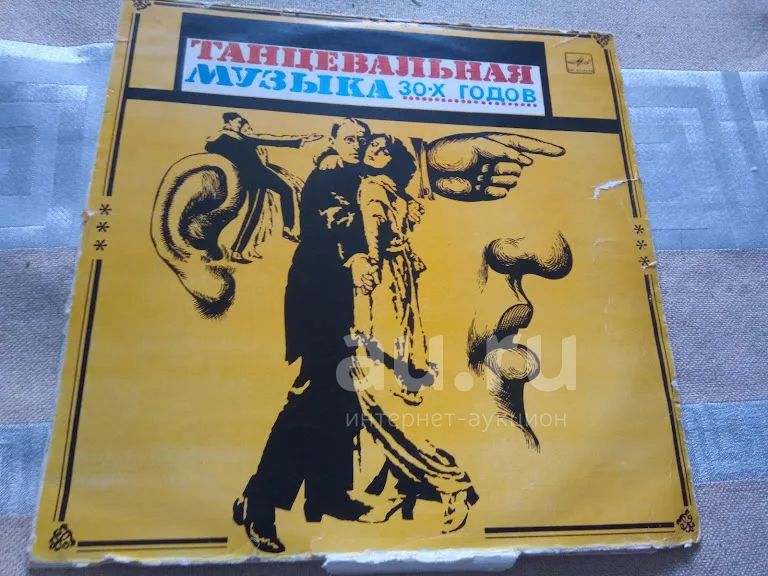 ТАНЦЕВАЛЬНАЯ
МУЗЫКА 30-Х ГОДОВ
au.ru
интернет-аукцион